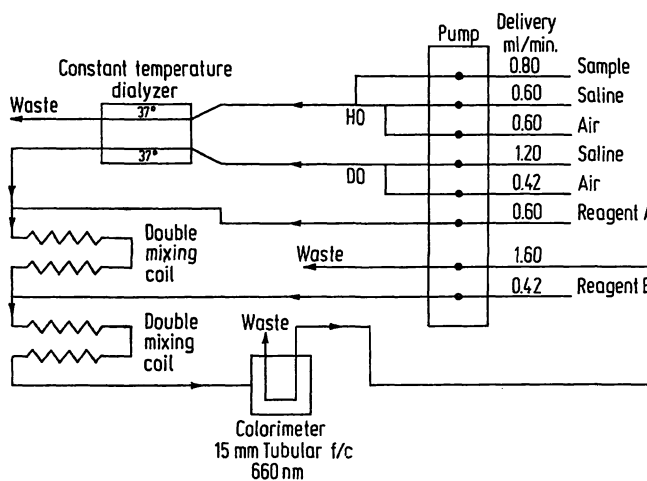 Delivery
Pump
ml/min.
Constant temperature
dialyzer
0.80 Sample
Waste
37°
0.60 Saline
HO
0.60 Air
37°
1.20 Saline
DO
0.42 Air
0.60 Reagent A
Double
mixing
coil
Waste
1.60
0.42 Reagent B
Double
mixing
coil
Waste
Colorimeter
15 mm Tubular f/c
660 nm